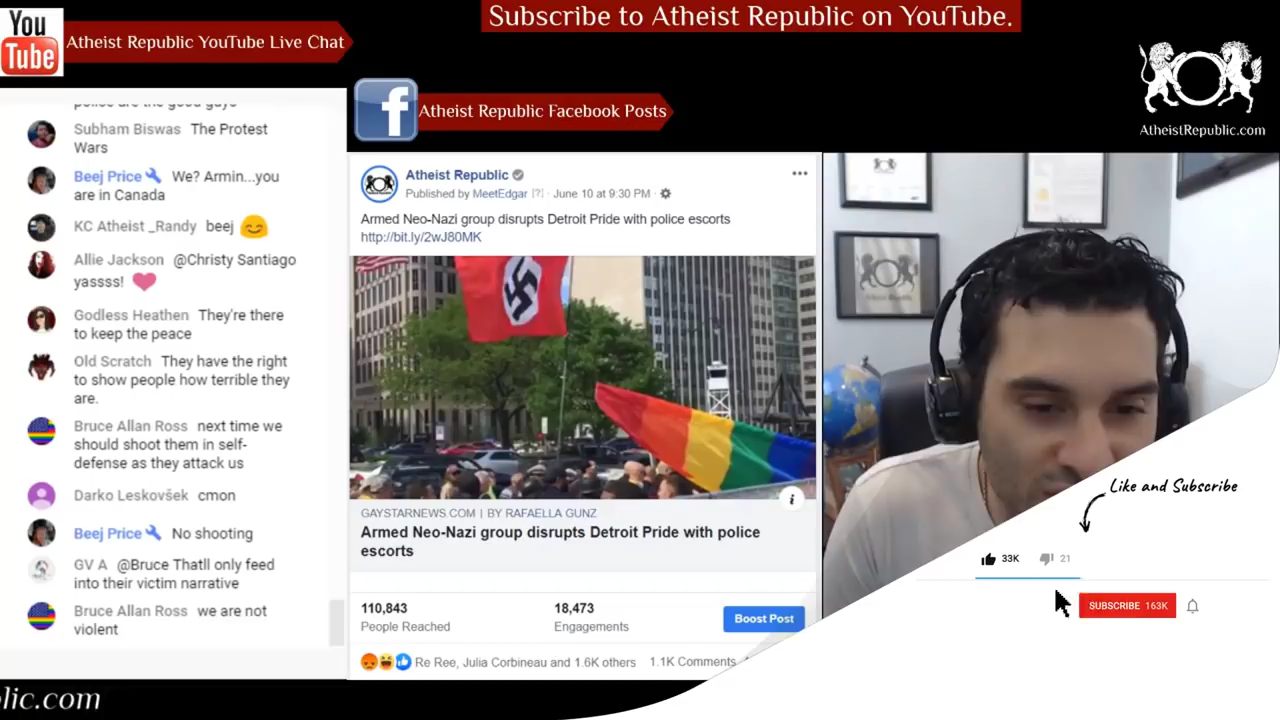 Subscribe to Atheist Republic on YouTube.
You
Tube
Atheist Republic YouTube Live Chat
AtheistRepublic.com
Atheist Republic Facebook Posts
police are the good guys
Subham Biswas The Protest
Wars
Beej Price We? Armin...you
are in Canada
KC Atheist _Randy beej
Allie Jackson @Christy Santiago
yassss!
Godless Heathen They're there
to keep the peace
Old Scratch They have the right
to show people how terrible they
are.
Bruce Allan Ross next time we
should shoot them in self-
defense as they attack us
Darko Leskovšek cmon
Beej Price No shooting
GV A @Bruce Thatll only feed
into their victim narrative
Bruce Allan Ross we are not
violent
Atheist Republic
Published by MeetEdgar [?] · June 10 at 9:30 PM ·
Armed Neo-Nazi group disrupts Detroit Pride with police escorts
http://bit.ly/2wJ80MK
GAYSTARNEWS.COM | BY RAFAELLA GUNZ
Armed Neo-Nazi group disrupts Detroit Pride with police
escorts
110,843
People Reached
18,473
Engagements
Boost Post
Re Ree, Julia Corbineau and 1.6K others
1.1K Comments
Like and Subscribe
33K
21
SUBSCRIBE 163K
lic.com